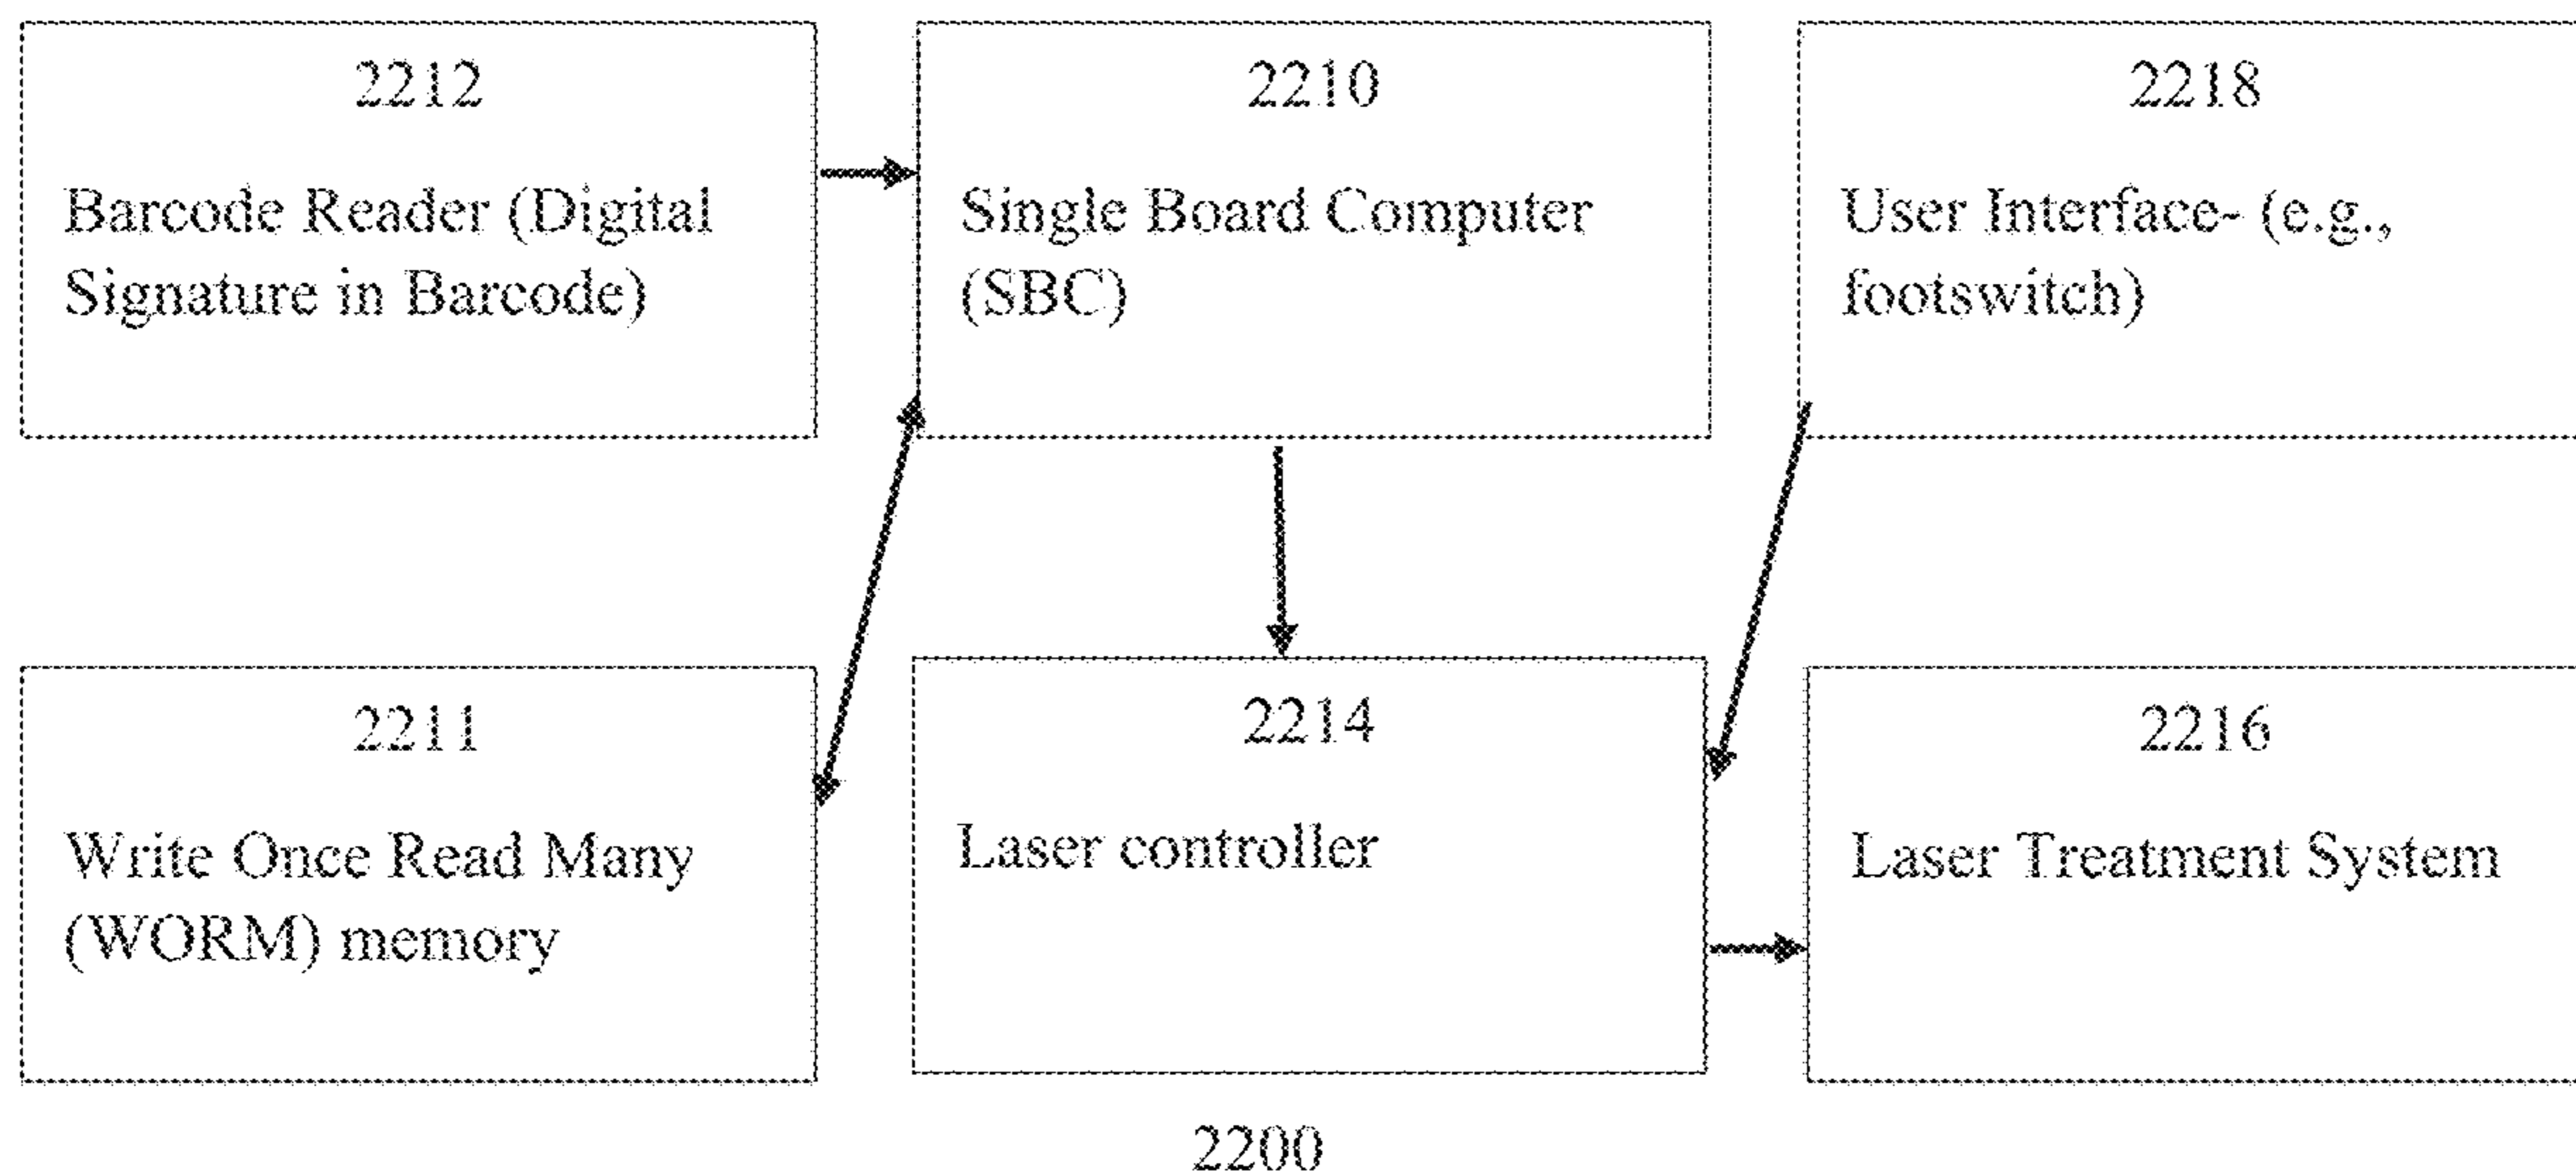 2212
Barcode Reader (Digital
Signature in Barcode)
2210
Single Board Computer
(SBC)
2218
User Interface- (e.g.,
footswitch)
2211
Write Once Read Many
(WORM) memory
2214
Laser controller
2216
Laser Treatment System
2200